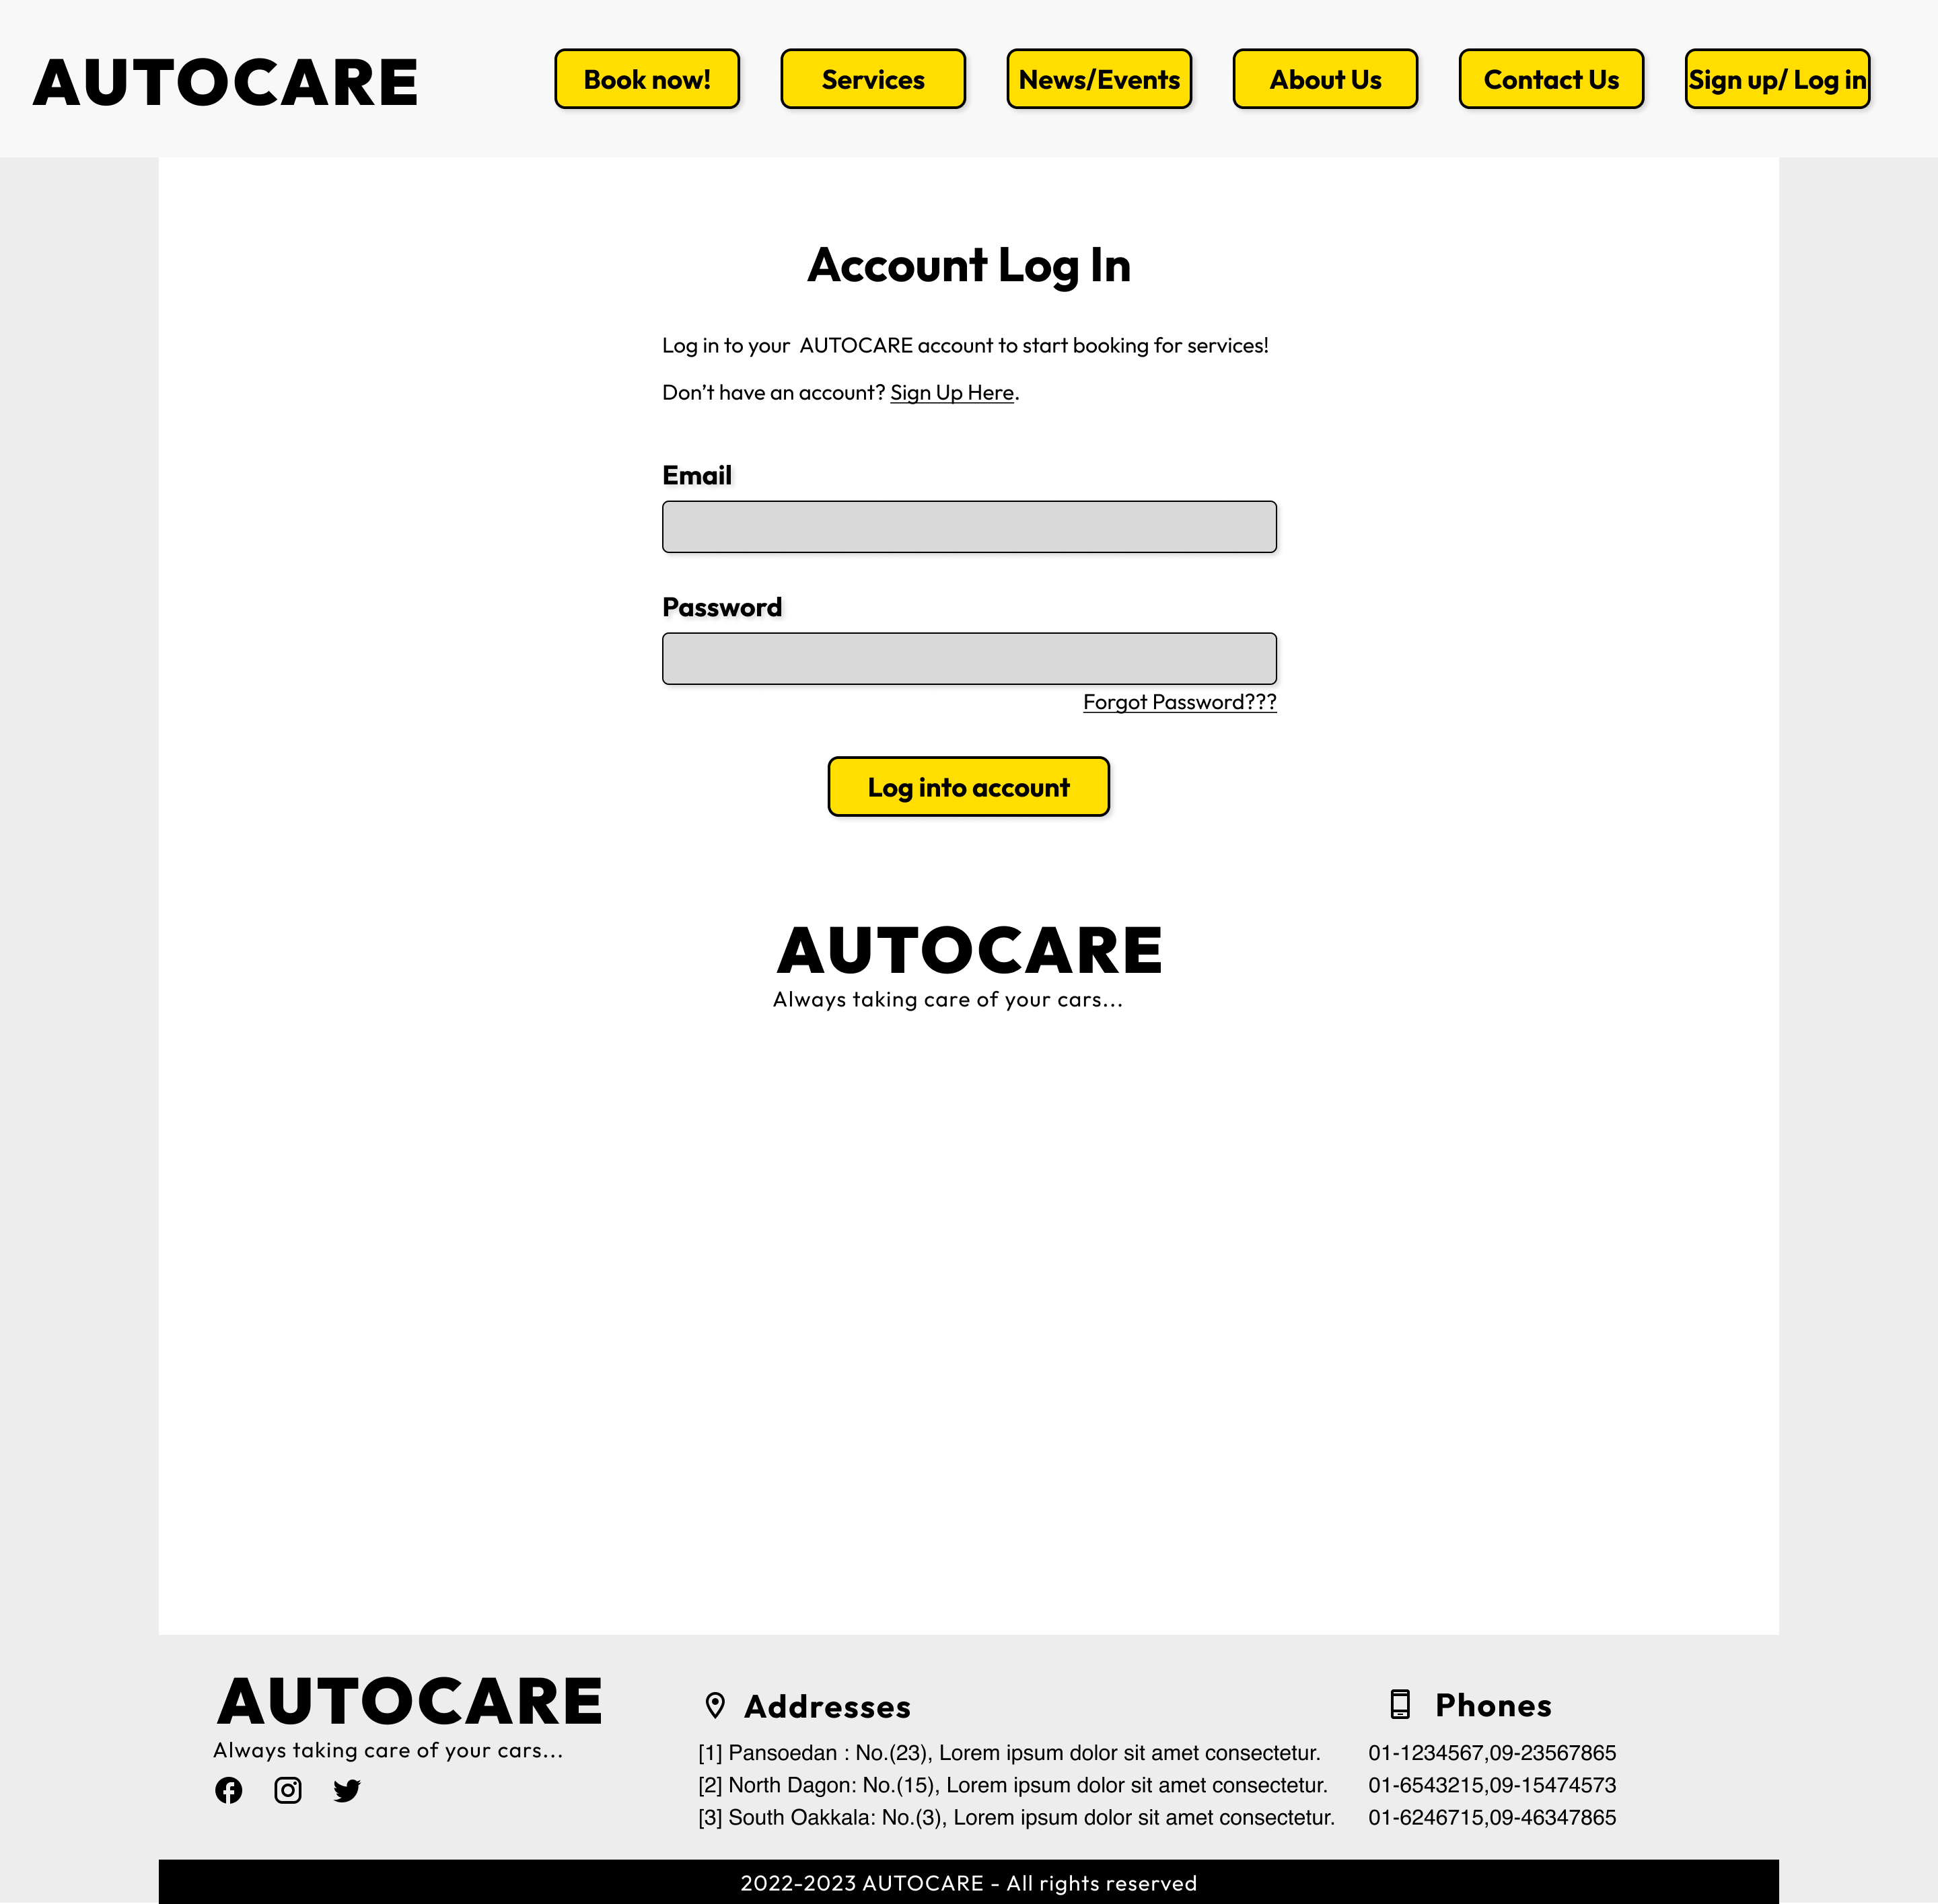 AUTOCARE
Book now!
Services
News/Events
About Us
Contact Us
Sign up/ Log in
Account Log In
Log in to your  AUTOCARE account to start booking for services!
Don’t have an account? Sign Up Here.
Email
Password
Forgot Password???
Log into account
AUTOCARE
Always taking care of your cars...
AUTOCARE
Always taking care of your cars...
Addresses
[1] Pansoedan : No.(23), Lorem ipsum dolor sit amet consectetur.
[2] North Dagon: No.(15), Lorem ipsum dolor sit amet consectetur.
[3] South Oakkala: No.(3), Lorem ipsum dolor sit amet consectetur.
Phones
01-1234567,09-23567865
01-6543215,09-15474573
01-6246715,09-46347865
2022-2023 AUTOCARE - All rights reserved